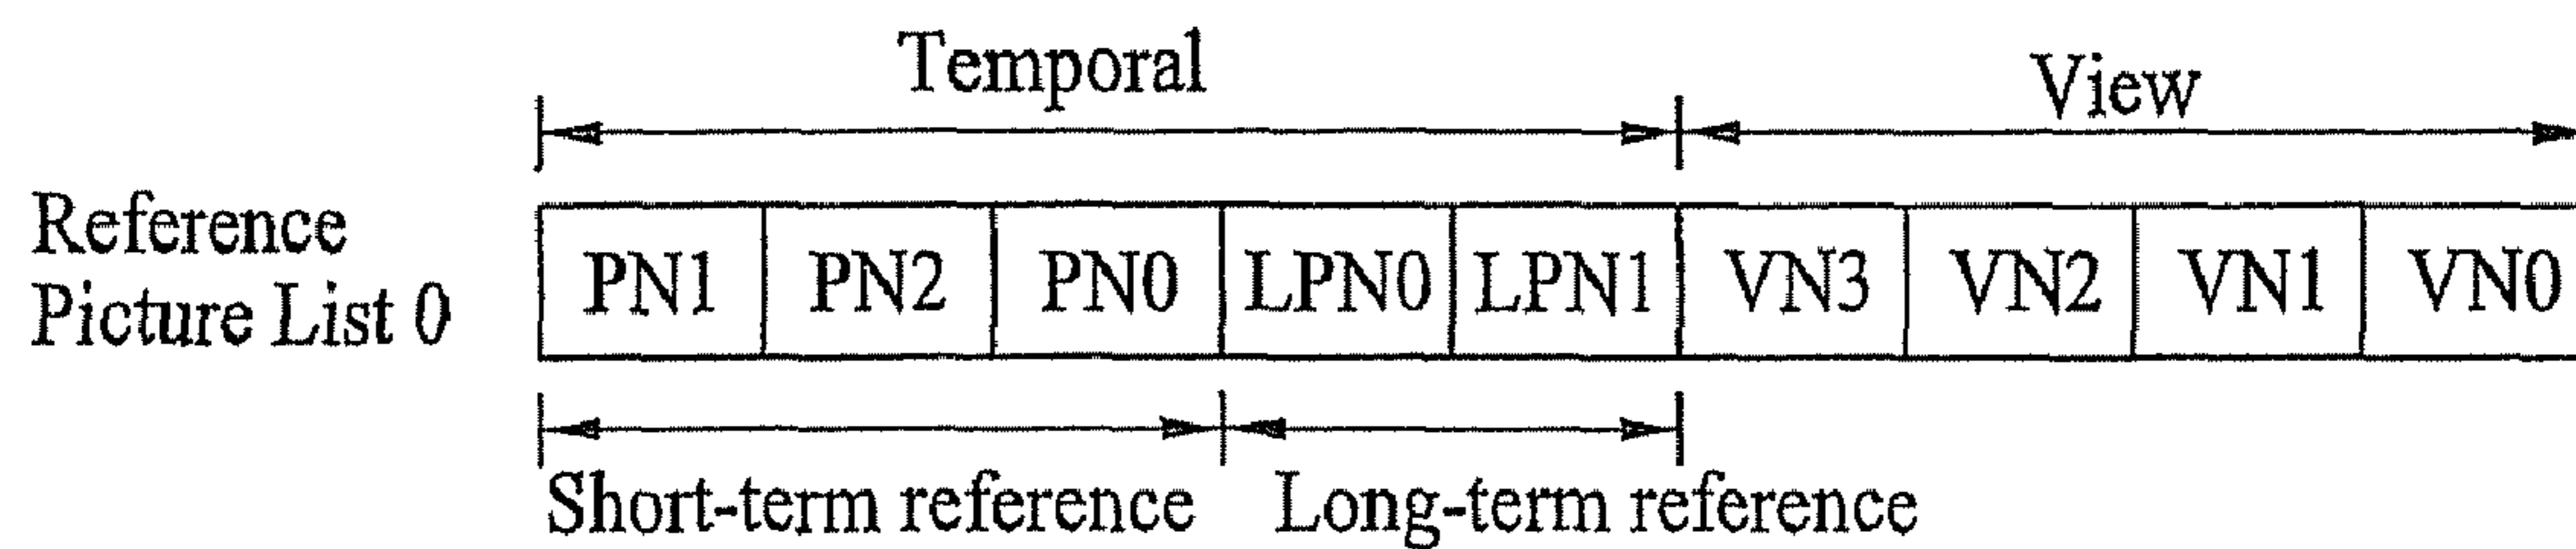 Temporal
View
Reference
Picture List 0
PN1 PN2 PN0 LPN0 LPN1 VN3 VN2 VN1 VN0
Short-term reference
Long-term reference